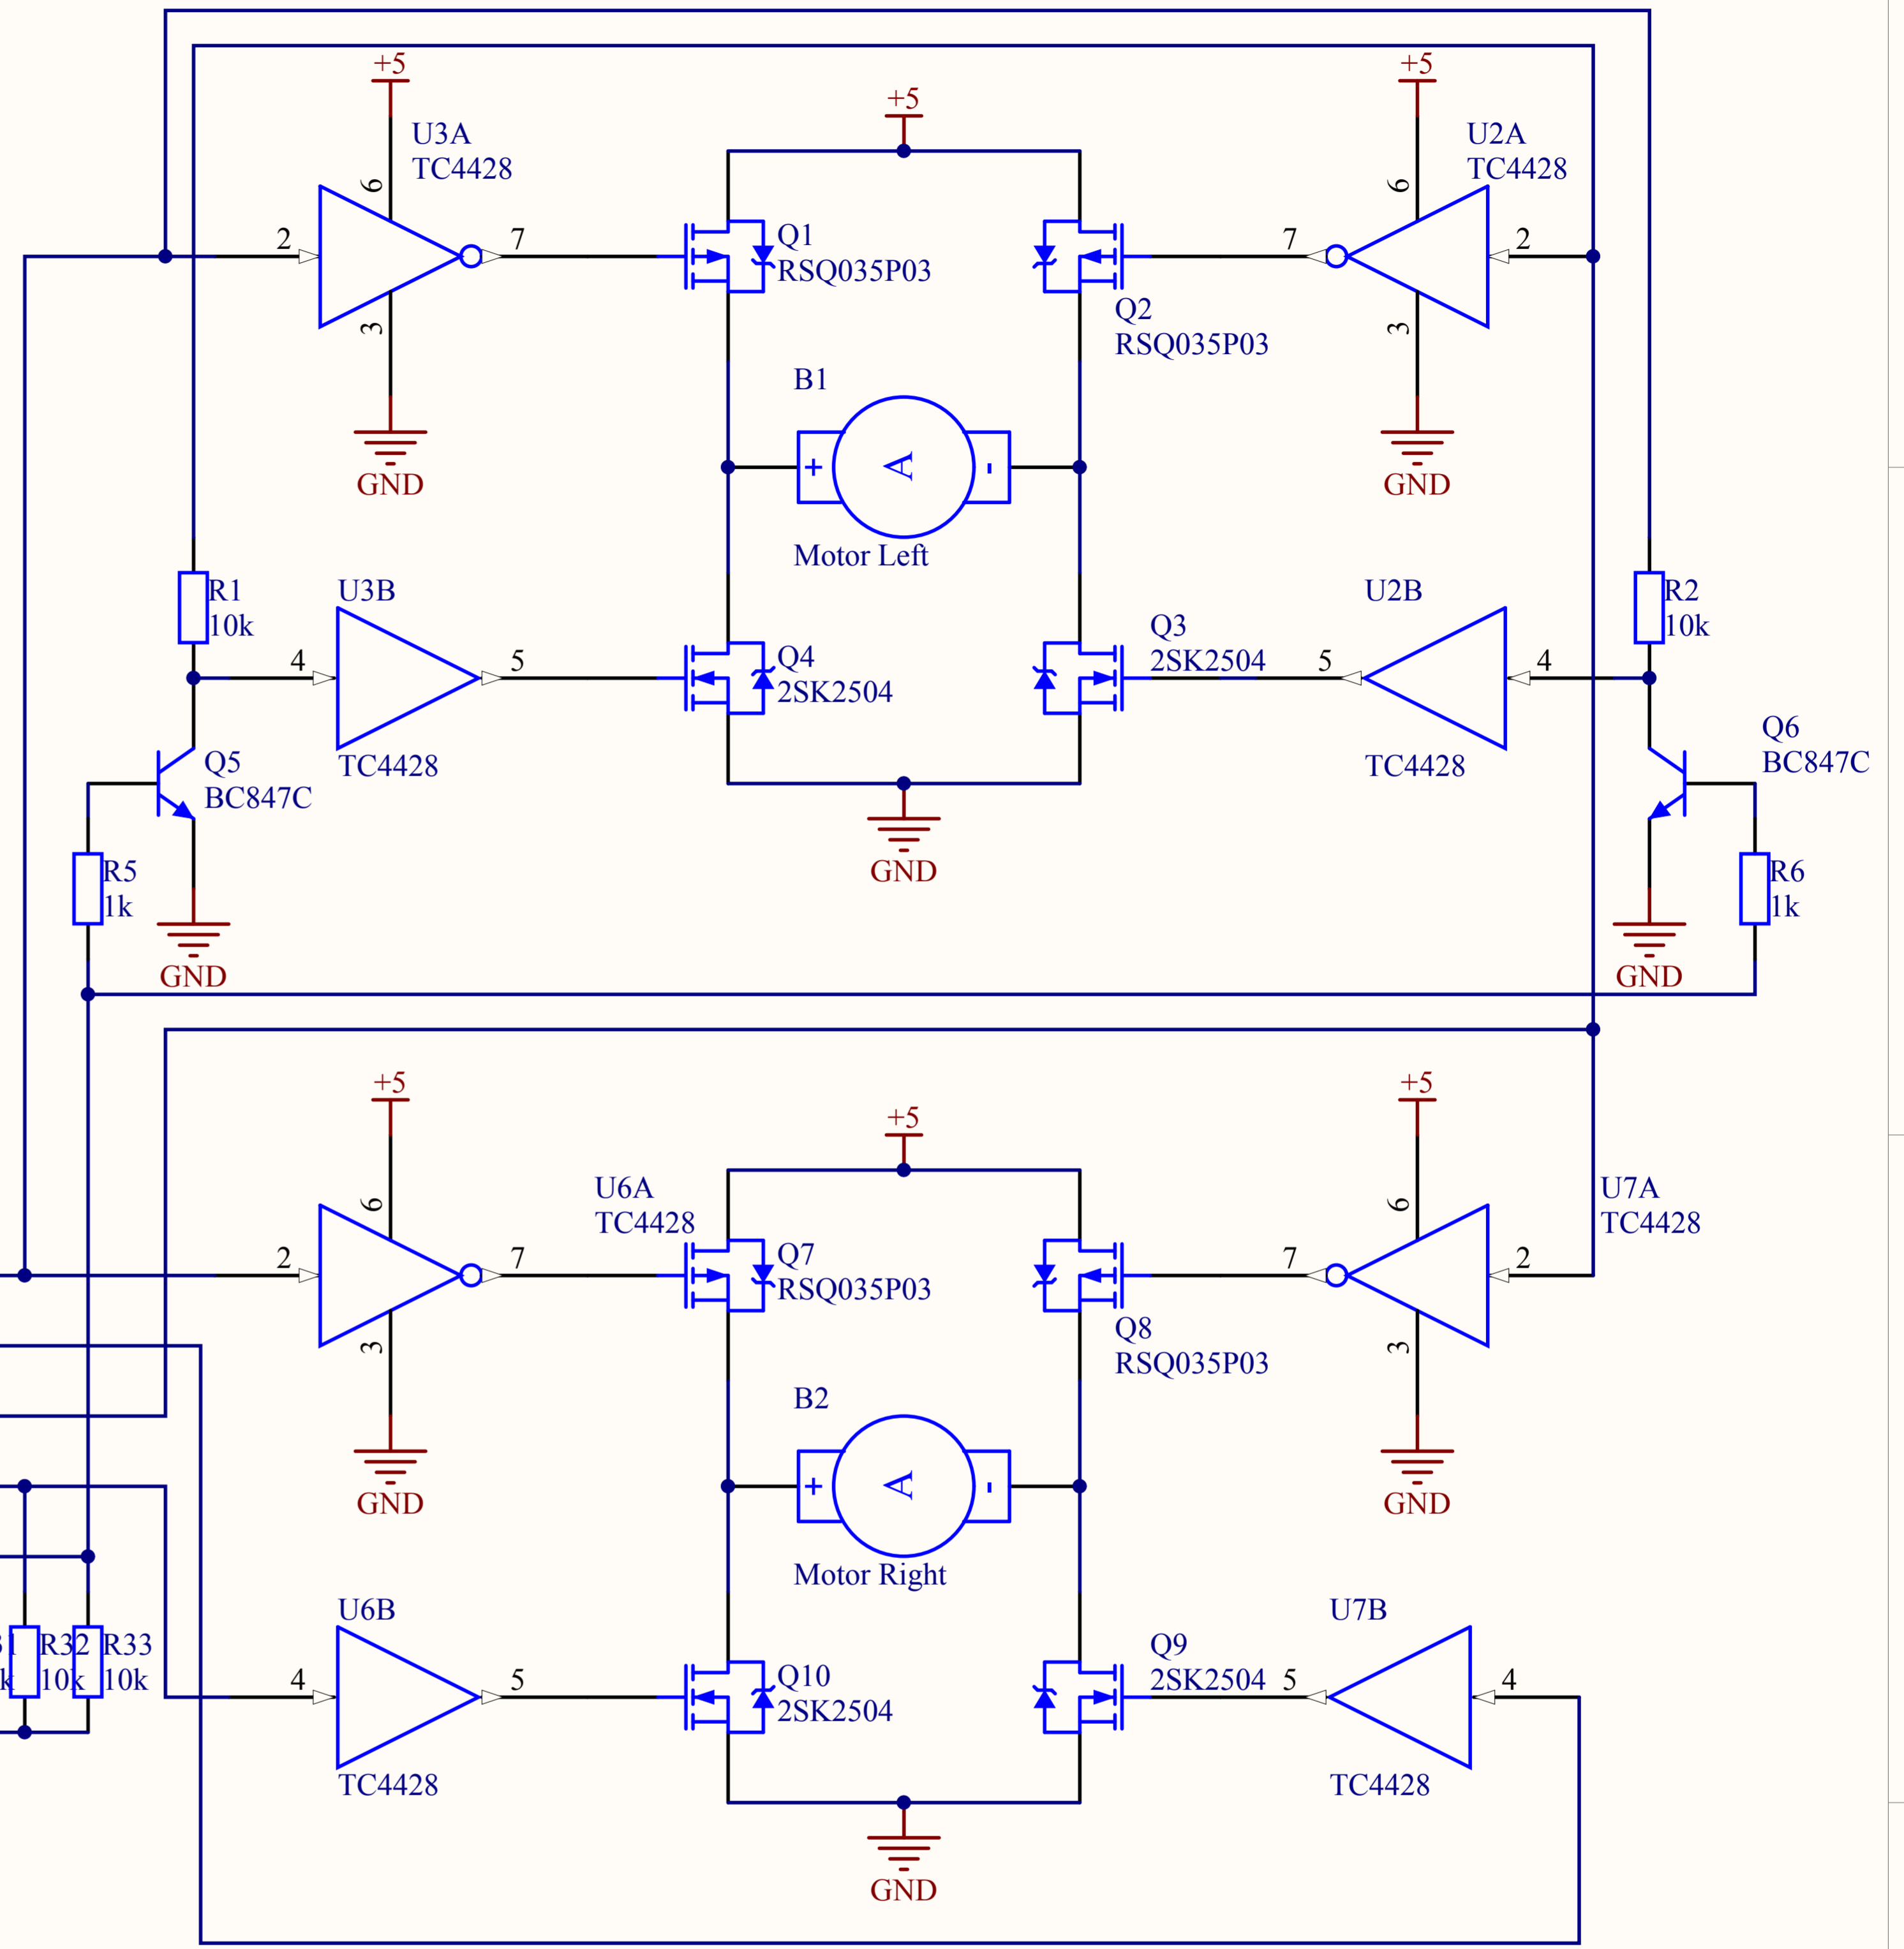 +5
+5
+5
U3A
TC4428
U2A
TC4428
6
6
2
7
Q1
RSQ035P03
7
2
Q2
RSQ035P03
3
3
B1
+
A
-
GND
GND
Motor Left
R1
10k
U3B
U2B
R2
10k
4
5
Q4
2SK2504
Q3
2SK2504
5
4
Q5
BC847C
TC4428
TC4428
Q6
BC847C
R5
1k
GND
R6
1k
GND
GND
+5
+5
+5
U6A
TC4428
U7A
TC4428
6
6
2
7
Q7
RSQ035P03
7
2
Q8
RSQ035P03
3
3
B2
+
A
-
GND
GND
Motor Right
U6B
U7B
R32
10k
R33
10k
4
5
Q10
2SK2504
Q9
2SK2504
5
4
TC4428
TC4428
GND